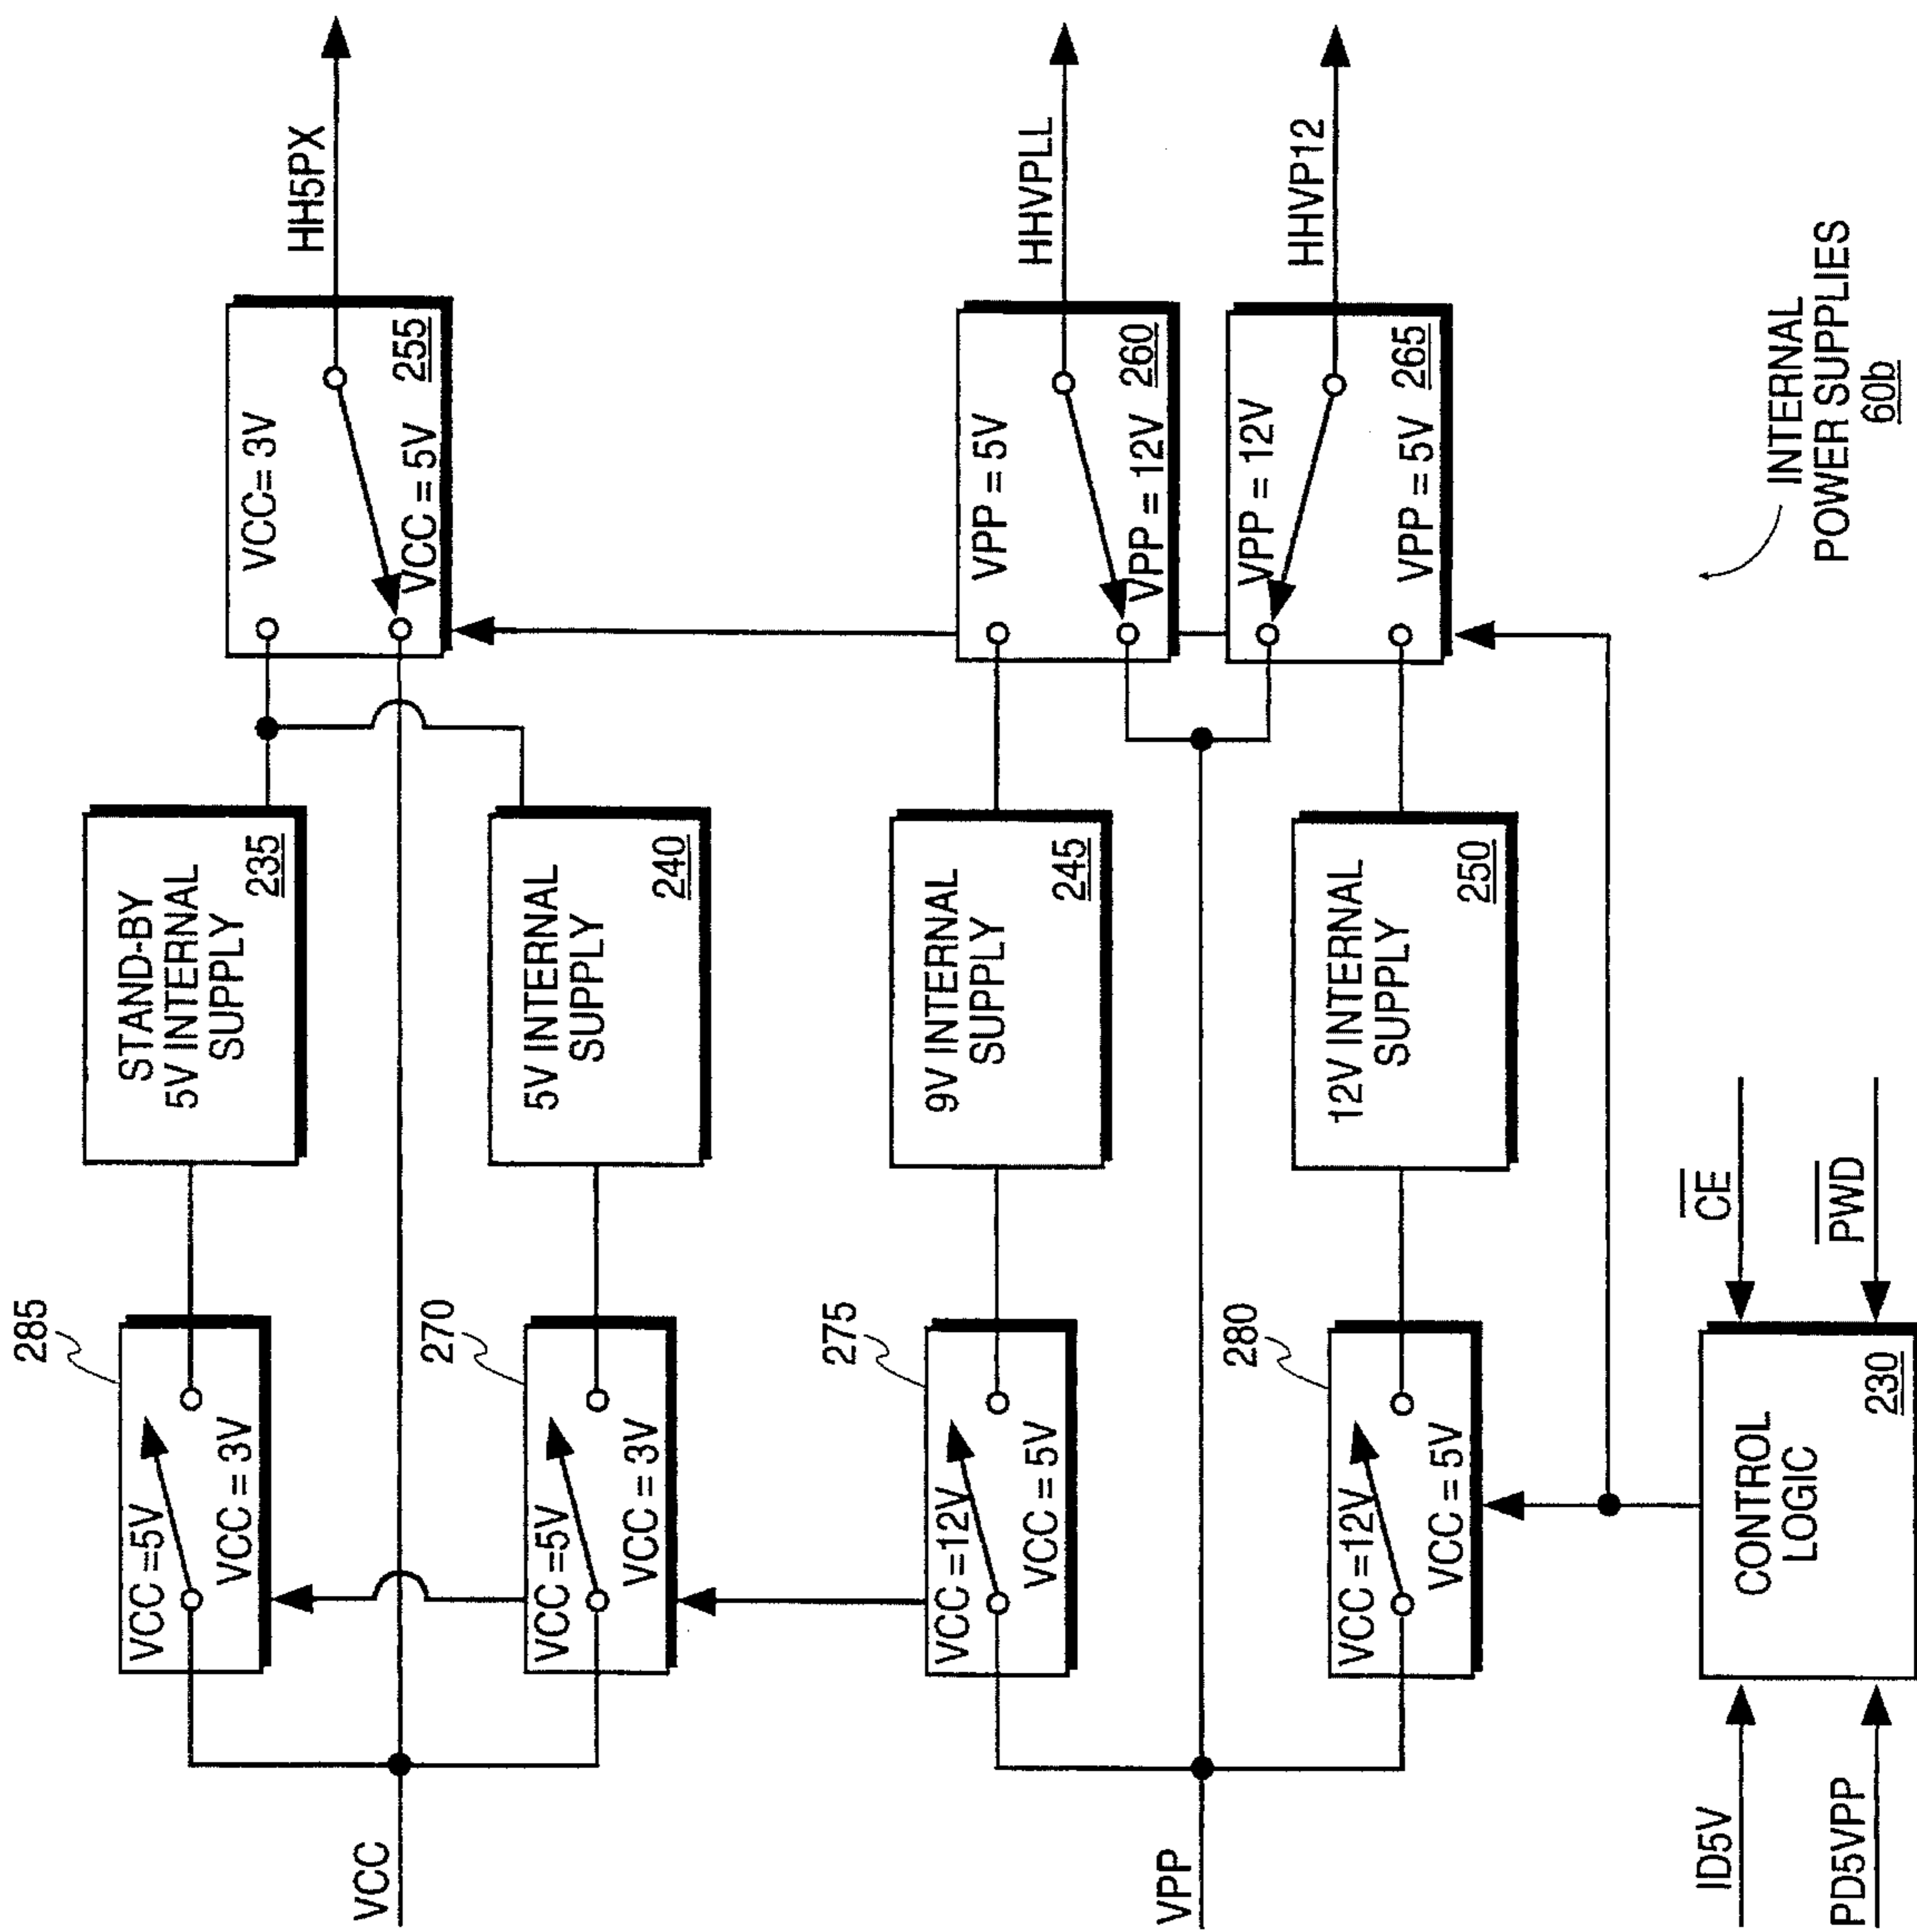 285
VCC =5V
VCC = 3V
STAND-BY
5V INTERNAL
SUPPLY
235
VCC= 3V
VCC = 5V
255
HH5PX
VCC
270
VCC =5V
VCC = 3V
5V INTERNAL
SUPPLY
240
275
VCC =12V
VCC = 5V
9V INTERNAL
SUPPLY
245
VPP = 5V
VPP = 12V
260
HHVPLL
VPP
280
VCC =12V
VCC = 5V
12V INTERNAL
SUPPLY
250
VPP = 12V
VPP = 5V
265
HHVP12
ID5V
PD5VPP
CONTROL
LOGIC
230
CE
PWD
INTERNAL
POWER SUPPLIES
60b